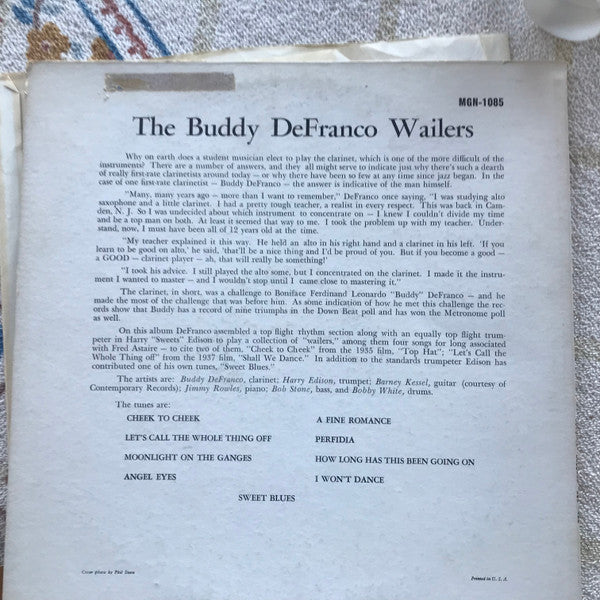 MGN-1085
The Buddy DeFranco Wailers
Why on earth does a student musician elect to play the clarinet, which is one of the more difficult of the
instruments? There are a number of answers, and they all might serve to indicate just why there's such a dearth
of really first-rate clarinetists around today — or why there have been so few at any time since jazz began. In the
case of one first-rate clarinetist — Buddy DeFranco — the answer is indicative of the man himself.
"Many, many years ago — more than I want to remember," DeFranco once saying, "I was studying alto
saxophone and a little clarinet. I had a pretty tough teacher, a realist in every respect. This was back in Cam-
den, N. J. So I was undecided about which instrument to concentrate on — I knew I couldn't divide my time
and be a top man on both. At least it seemed that way to me. I took the problem up with my teacher. Under-
stand, now, I must have been all of 12 years old at the time.
"My teacher explained it this way. He held an alto in his right hand and a clarinet in his left. 'If you
learn to be good on alto,' he said, 'that'll be a nice thing and I'd be proud of you. But if you become a good —
a GOOD — clarinet player — ah, that will really be something!'
"I took his advice. I still played the alto some, but I concentrated on the clarinet. I made it the instru-
ment I wanted to master — and I wouldn't stop until I came close to mastering it."
The clarinet, in short, was a challenge to Boniface Ferdinand Leonardo "Buddy" DeFranco — and he
made the most of the challenge that was before him. As some indication of how he met this challenge the rec-
ords show that Buddy has a record of nine triumphs in the Down Beat poll and has won the Metronome poll
as well.
On this album DeFranco assembled a top flight rhythm section along with an equally top flight trum-
peter in Harry "Sweets" Edison to play a collection of "wailers," among them four songs for long associated
with Fred Astaire — to cite two of them, "Cheek to Cheek" from the 1935 film, "Top Hat"; "Let's Call the
Whole Thing off" from the 1937 film, "Shall We Dance." In addition to the standards trumpeter Edison has
contributed one of his own tunes, "Sweet Blues."
The artists are: Buddy DeFranco, clarinet; Harry Edison, trumpet; Barney Kessel, guitar (courtesy of
Contemporary Records); Jimmy Rowles, piano; Bob Stone, bass, and Bobby White, drums.
The tunes are:
CHEEK TO CHEEK
LET'S CALL THE WHOLE THING OFF
MOONLIGHT ON THE GANGES
ANGEL EYES
A FINE ROMANCE
PERFIDIA
HOW LONG HAS THIS BEEN GOING ON
I WON'T DANCE
SWEET BLUES
Cover photo by Phil Stern
Printed in U. S. A.